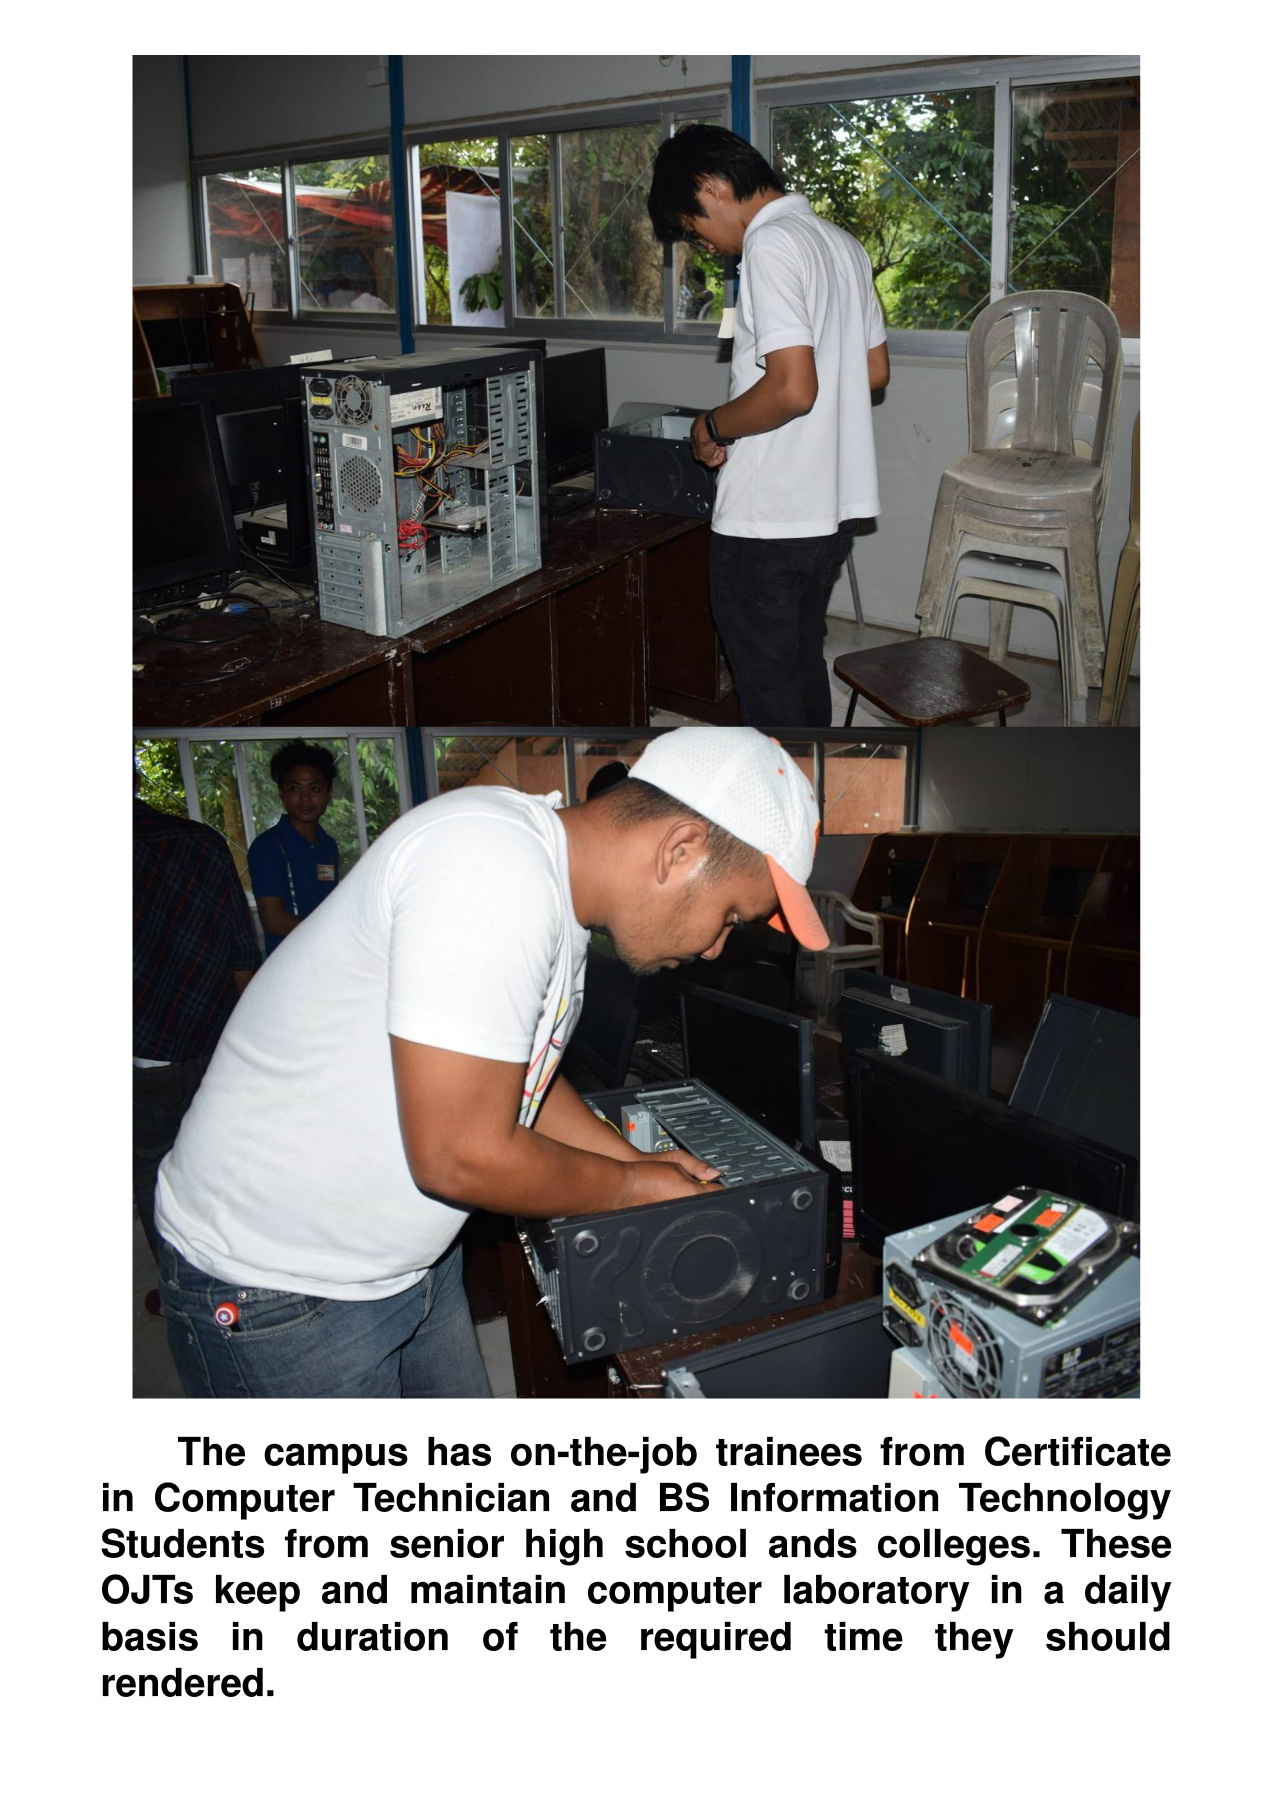 The campus has on-the-job trainees from Certificate
in Computer Technician and BS Information Technology
Students from senior high school ands colleges. These
OJTs keep and maintain computer laboratory in a daily
basis in duration of the required time they should
rendered.